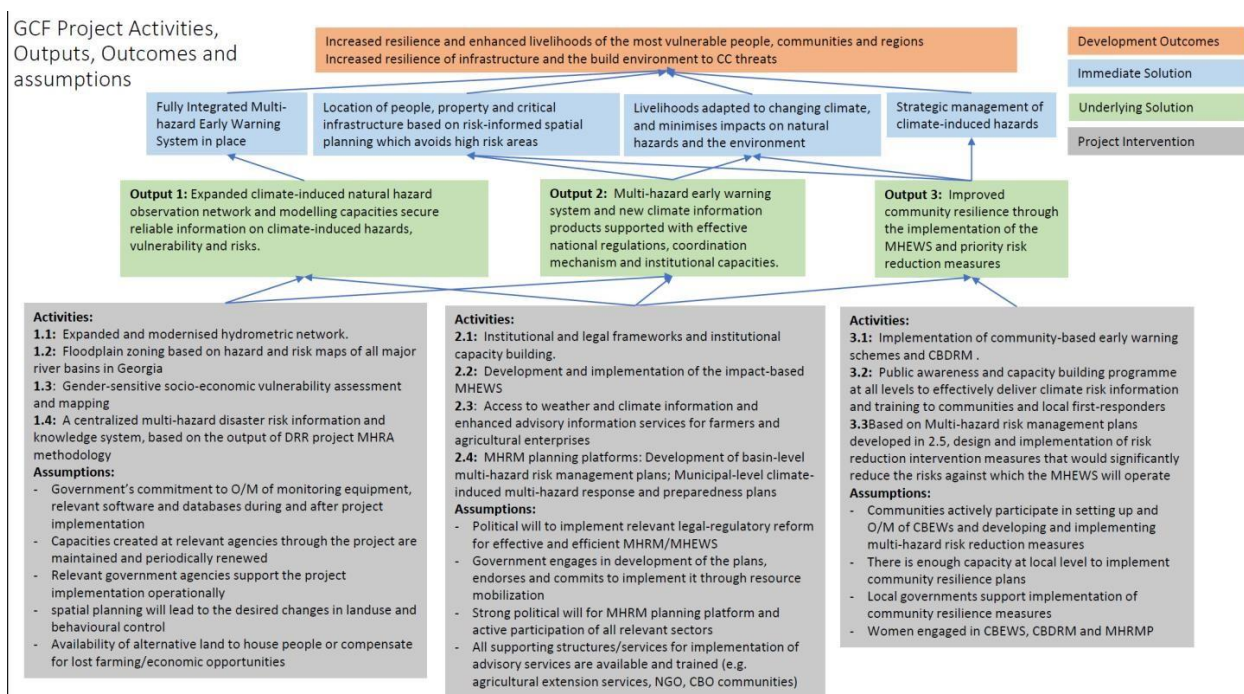 GCF Project Activities,
Outputs, Outcomes and
assumptions
Increased resilience and enhanced livelihoods of the most vulnerable people, communities and regions
Increased resilience of infrastructure and the build environment to CC threats
Development Outcomes
Immediate Solution
Underlying Solution
Project Intervention
Fully Integrated Multi-
hazard Early Warning
System in place
Location of people, property and critical
infrastructure based on risk-informed spatial
planning which avoids high risk areas
Livelihoods adapted to changing climate,
and minimises impacts on natural
hazards and the environment
Strategic management of
climate-induced hazards
Output 1: Expanded climate-induced natural hazard
observation network and modelling capacities secure
reliable information on climate-induced hazards,
vulnerability and risks.
Output 2: Multi-hazard early warning
system and new climate information
products supported with effective
national regulations, coordination
mechanism and institutional capacities.
Output 3: Improved
community resilience through
the implementation of the
MHEWS and priority risk
reduction measures
Activities:
1.1: Expanded and modernised hydrometric network.
1.2: Floodplain zoning based on hazard and risk maps of all major
river basins in Georgia
1.3: Gender-sensitive socio-economic vulnerability assessment
and mapping
1.4: A centralized multi-hazard disaster risk information and
knowledge system, based on the output of DRR project MHRA
methodology
Assumptions:
- Government's commitment to O/M of monitoring equipment,
relevant software and databases during and after project
implementation
- Capacities created at relevant agencies through the project are
maintained and periodically renewed
- Relevant government agencies support the project
implementation operationally
- spatial planning will lead to the desired changes in landuse and
behavioural control
- Availability of alternative land to house people or compensate
for lost farming/economic opportunities
Activities:
2.1: Institutional and legal frameworks and institutional
capacity building.
2.2: Development and implementation of the impact-based
MHEWS
2.3: Access to weather and climate information and
enhanced advisory information services for farmers and
agricultural enterprises
2.4: MHRM planning platforms: Development of basin-level
multi-hazard risk management plans; Municipal-level climate-
induced multi-hazard response and preparedness plans
Assumptions:
- Political will to implement relevant legal-regulatory reform
for effective and efficient MHRM/MHEWS
- Government engages in development of the plans,
endorses and commits to implement it through resource
mobilization
- Strong political will for MHRM planning platform and
active participation of all relevant sectors
- All supporting structures/services for implementation of
advisory services are available and trained (e.g.
agricultural extension services, NGO, CBO communities)
Activities:
3.1: Implementation of community-based early warning
schemes and CBDRM .
3.2: Public awareness and capacity building programme
at all levels to effectively deliver climate risk information
and training to communities and local first-responders
3.3Based on Multi-hazard risk management plans
developed in 2.5, design and implementation of risk
reduction intervention measures that would significantly
reduce the risks against which the MHEWS will operate
Assumptions:
- Communities actively participate in setting up and
O/M of CBEWs and developing and implementing
multi-hazard risk reduction measures
- There is enough capacity at local level to implement
community resilience plans
- Local governments support implementation of
community resilience measures
- Women engaged in CBEWS, CBDRM and MHRMP